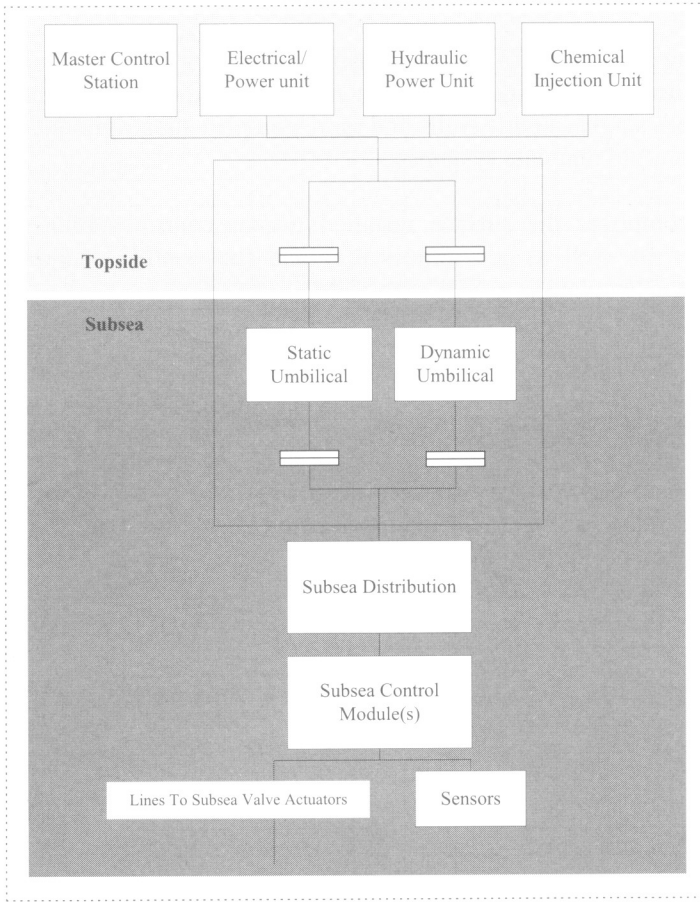 Master Control
Station
Electrical/
Power unit
Hydraulic
Power Unit
Chemical
Injection Unit
Topside
Subsea
Static
Umbilical
Dynamic
Umbilical
Subsea Distribution
Subsea Control
Module(s)
Lines To Subsea Valve Actuators
Sensors